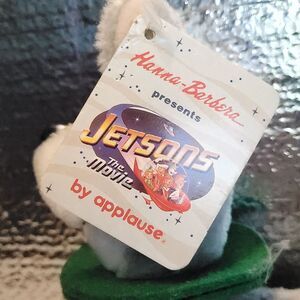 Hanna-Barbera
presents
JETSONS
The Movie
by applause®